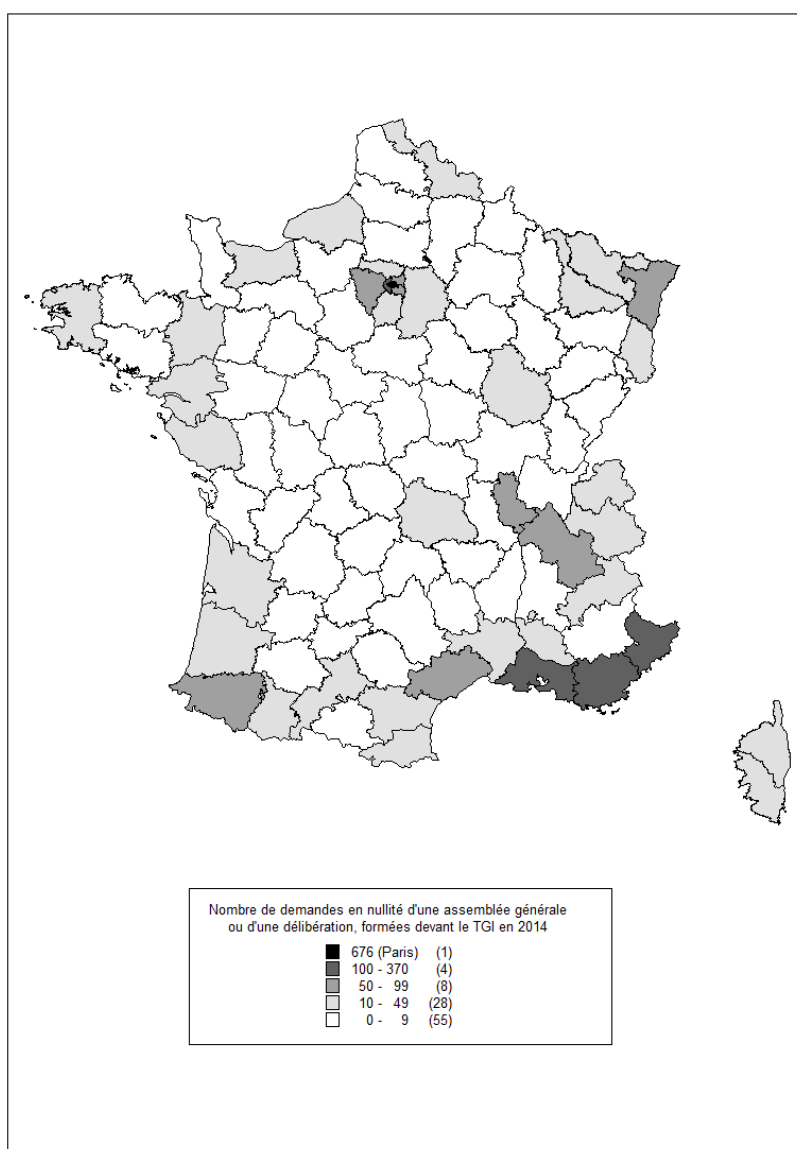 Nombre de demandes en nullité d'une assemblée générale
ou d'une délibération, formées devant le TGI en 2014
676 (Paris) (1)
100 - 370 (4)
50 - 99 (8)
10 - 49 (28)
0 - 9 (55)